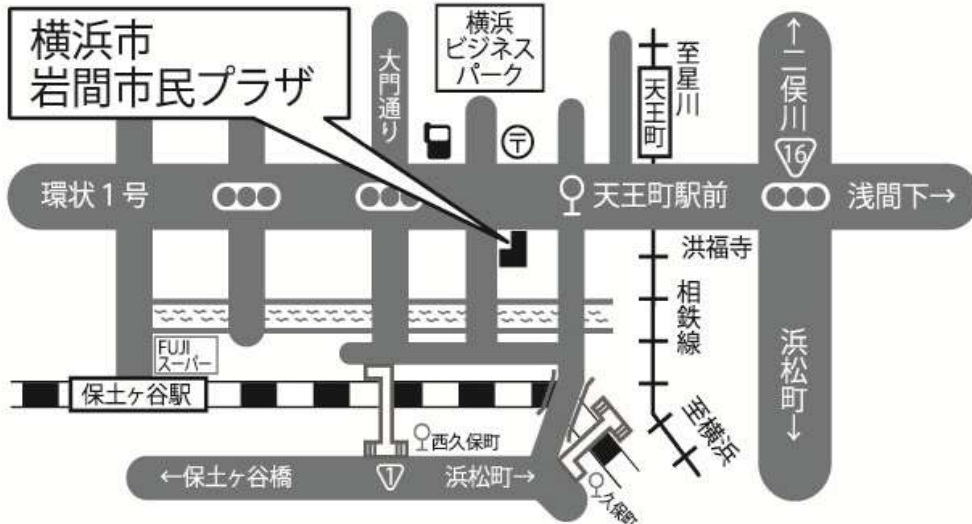 横浜市
岩間市民プラザ
横浜
ビジネス
パーク
大門通り
至星川
天王町
←二俣川
16
環状1号
〒
天王町駅前
浅間下→
洪福寺
相鉄線
浜松町→
FUJI
スーパー
保土ヶ谷駅
至横浜
西久保町
←保土ヶ谷橋
1
浜松町→
久保町